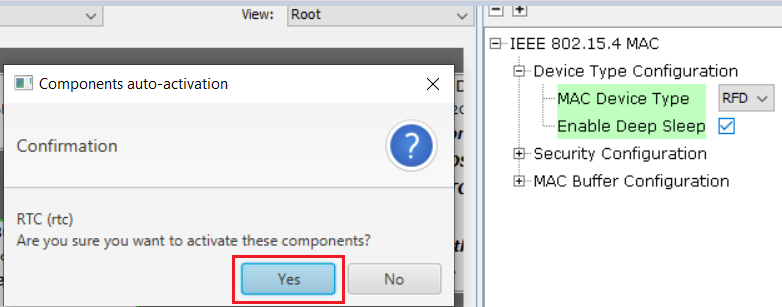 View: Root
Components auto-activation
Confirmation
RTC (rtc)
Are you sure you want to activate these components?
Yes No
IEEE 802.15.4 MAC
Device Type Configuration
MAC Device Type RFD
Enable Deep Sleep
Security Configuration
MAC Buffer Configuration